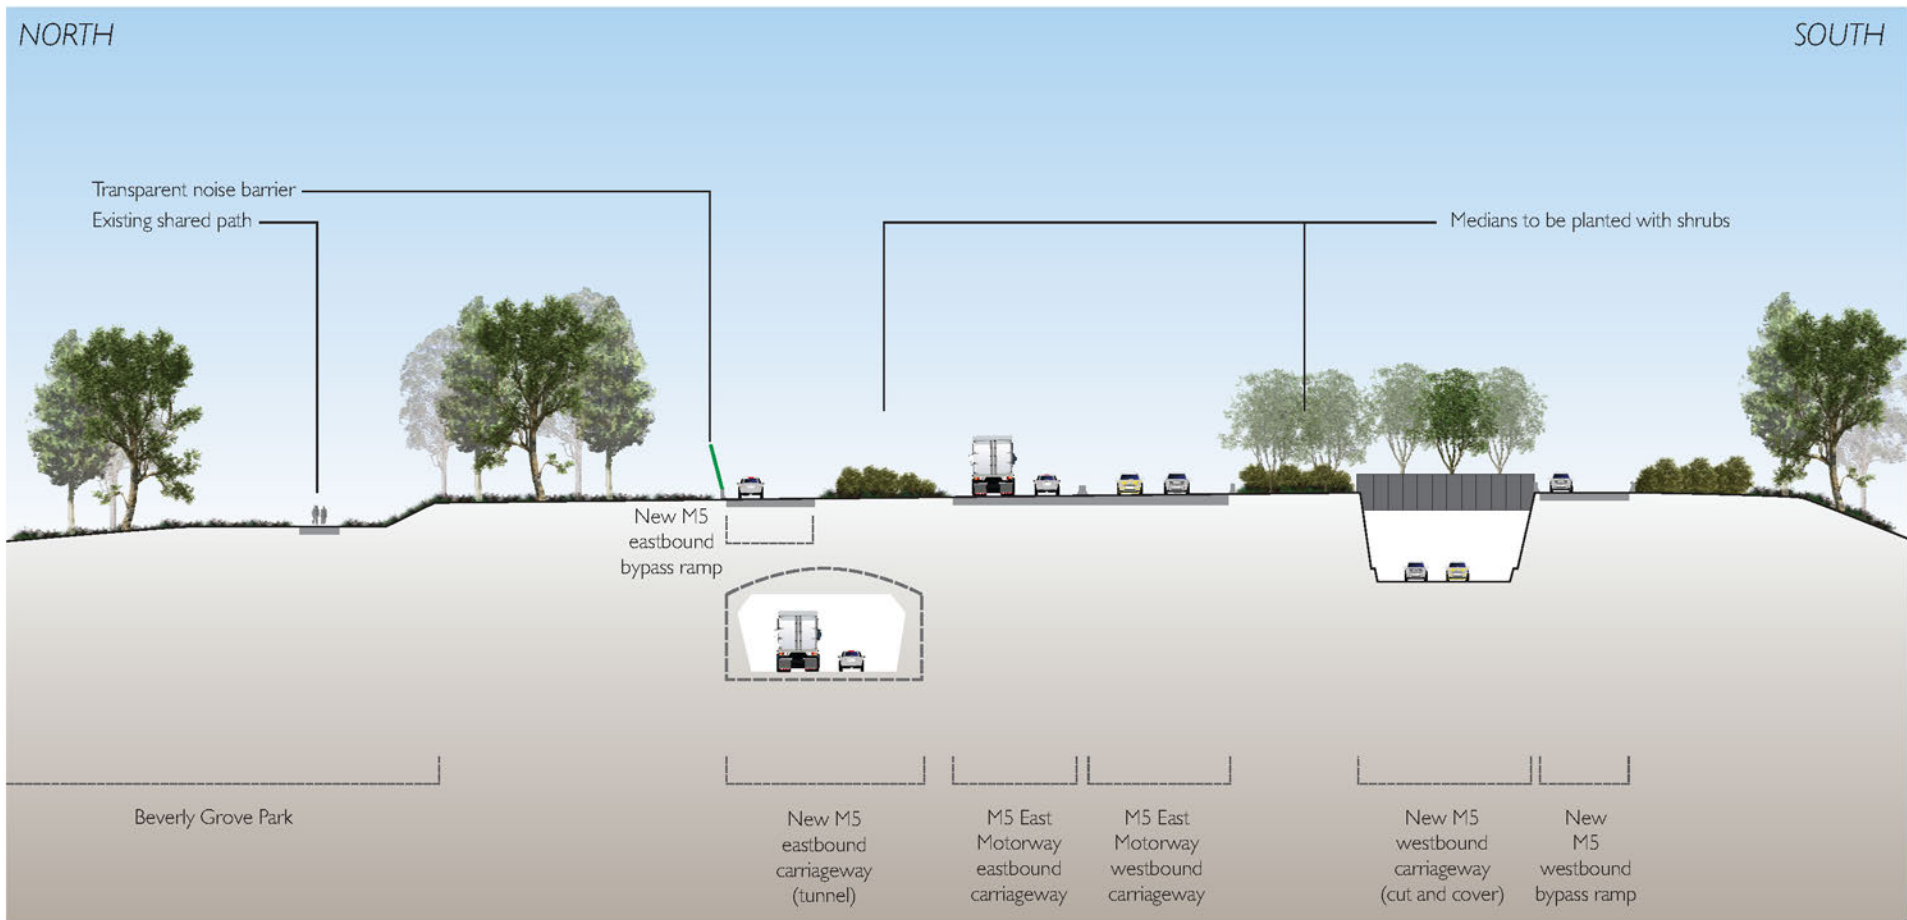 NORTH
SOUTH
Transparent noise barrier
Existing shared path
Medians to be planted with shrubs
New M5
eastbound
bypass ramp
Beverly Grove Park
New M5
eastbound
carriageway
(tunnel)
M5 East
Motorway
eastbound
carriageway
M5 East
Motorway
westbound
carriageway
New M5
westbound
carriageway
(cut and cover)
New
M5
westbound
bypass ramp